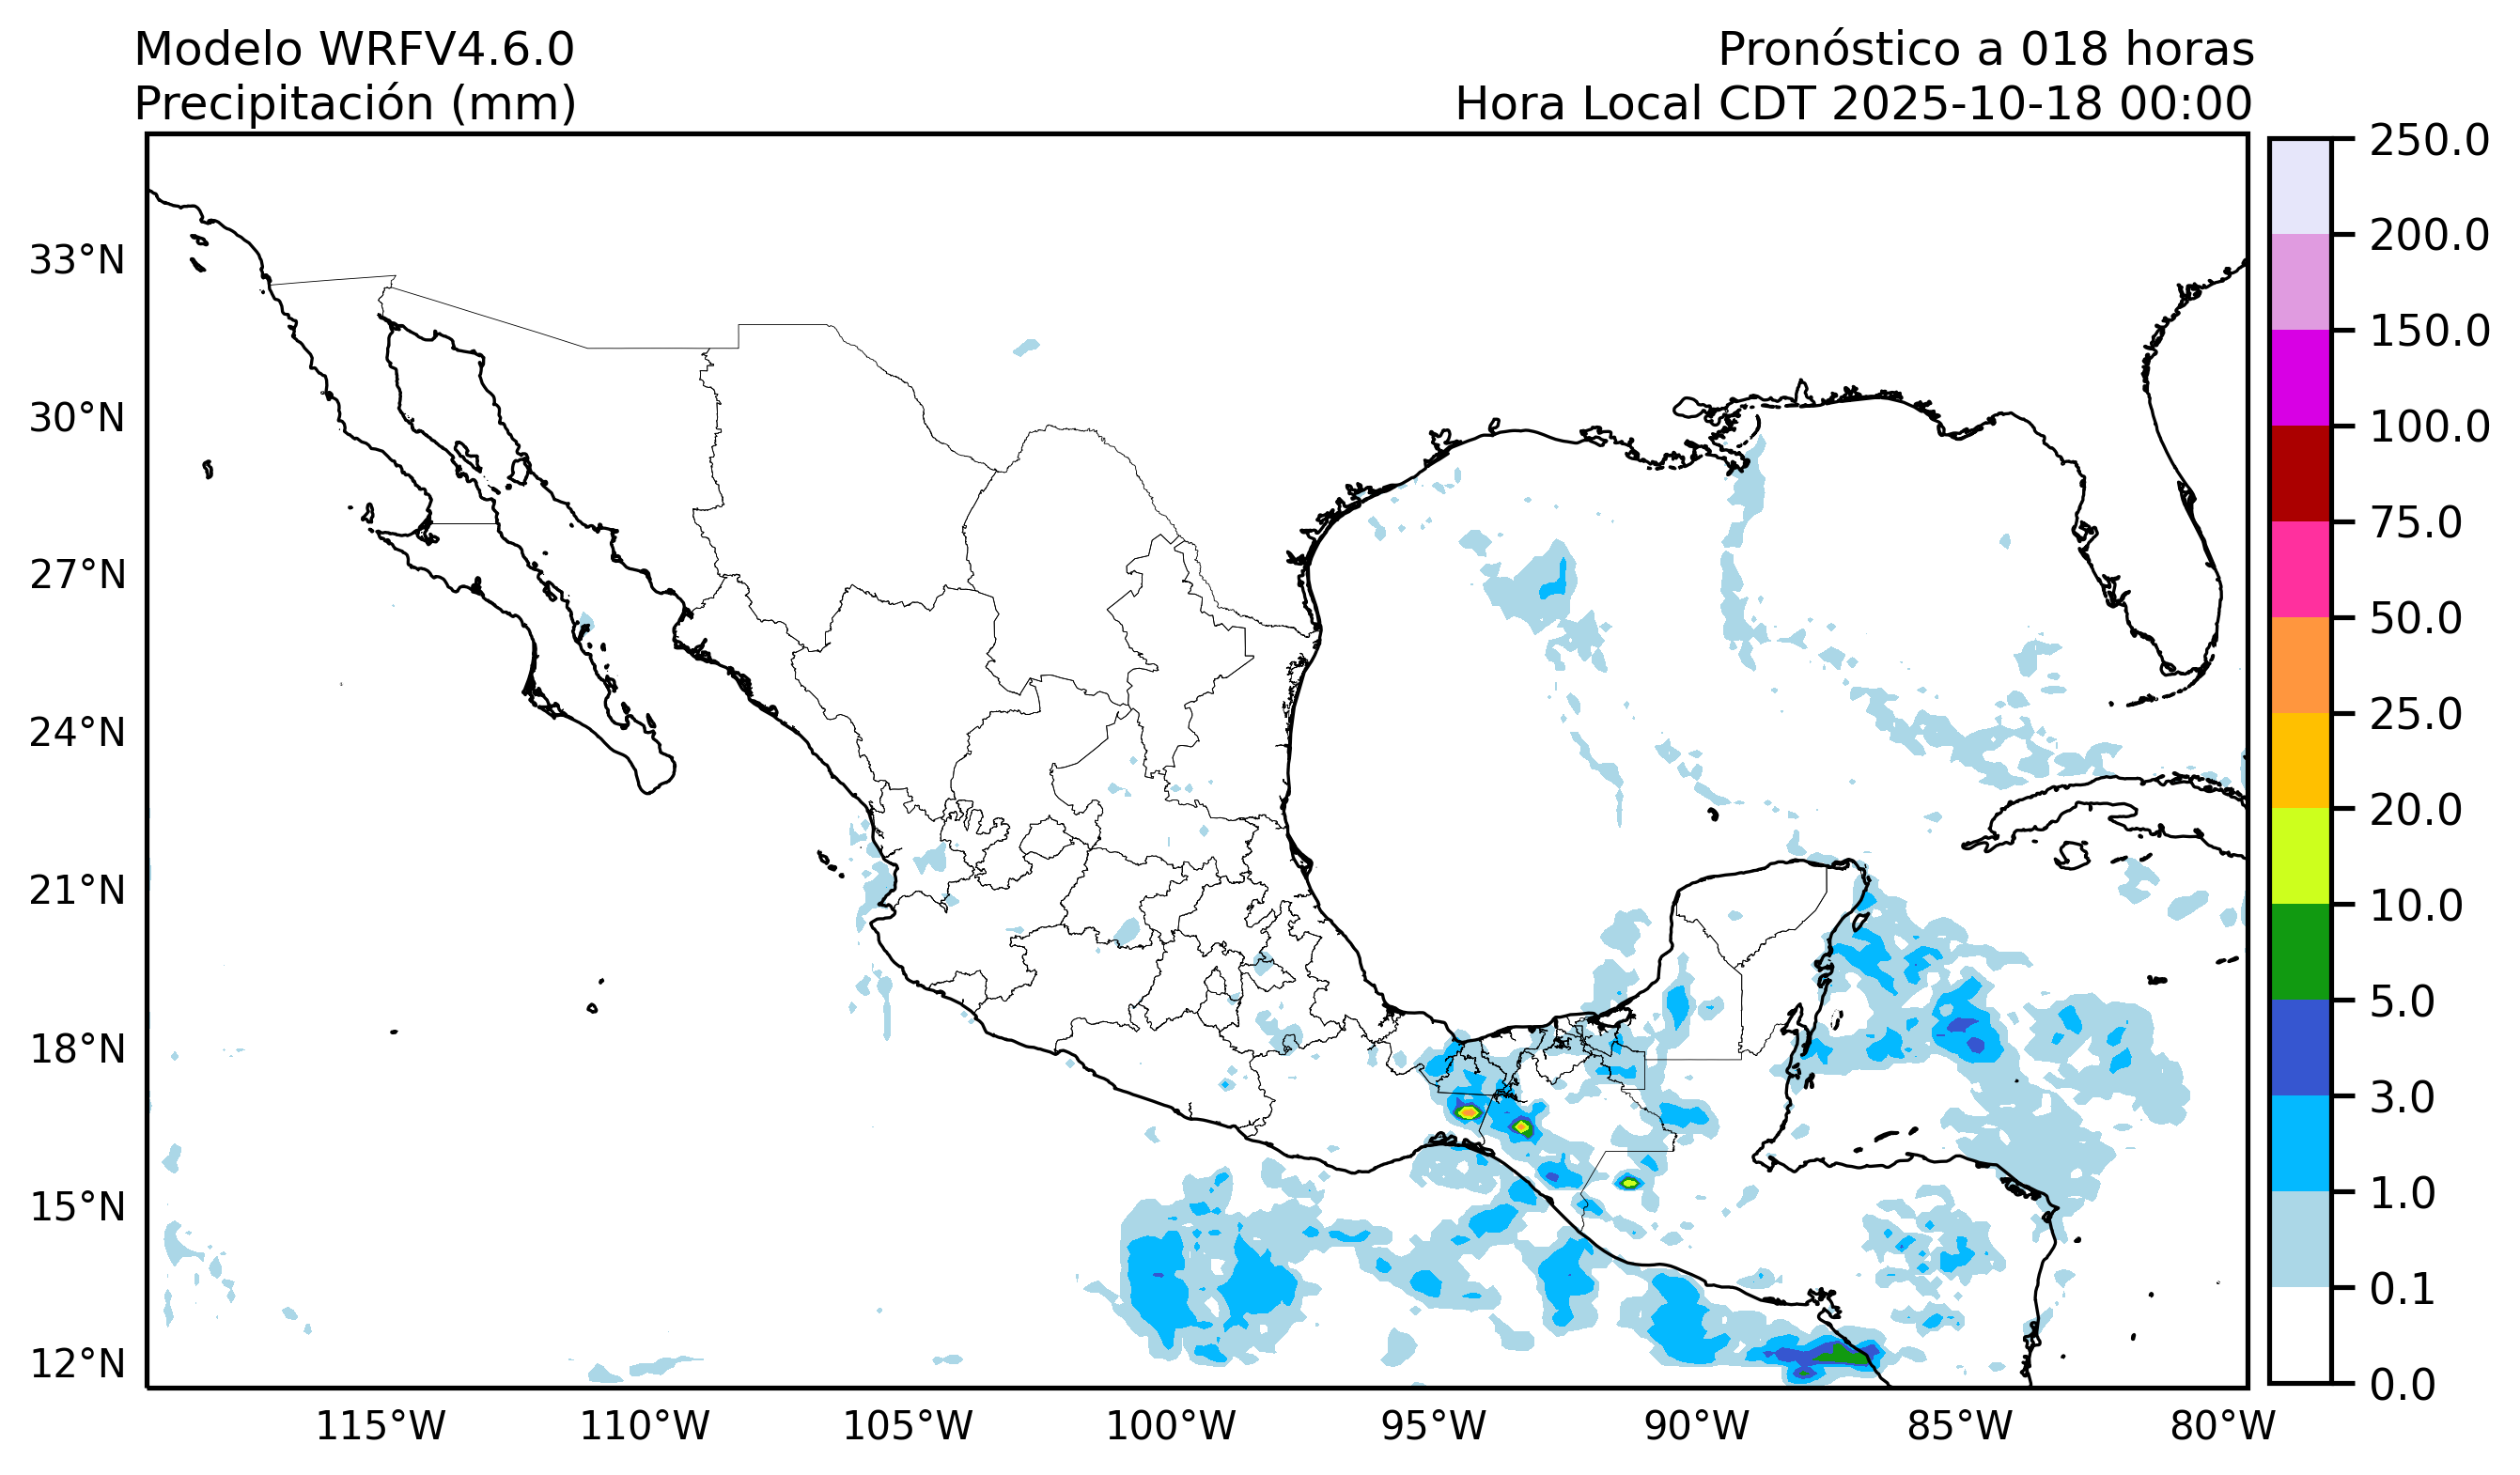 Modelo WRFV4.6.0
Precipitación (mm)
Pronóstico a 018 horas
Hora Local CDT 2025-10-18 00:00
33°N
30°N
27°N
24°N
21°N
18°N
15°N
12°N
115°W
110°W
105°W
100°W
95°W
90°W
85°W
80°W
250.0
200.0
150.0
100.0
75.0
50.0
25.0
20.0
10.0
5.0
3.0
1.0
0.1
0.0